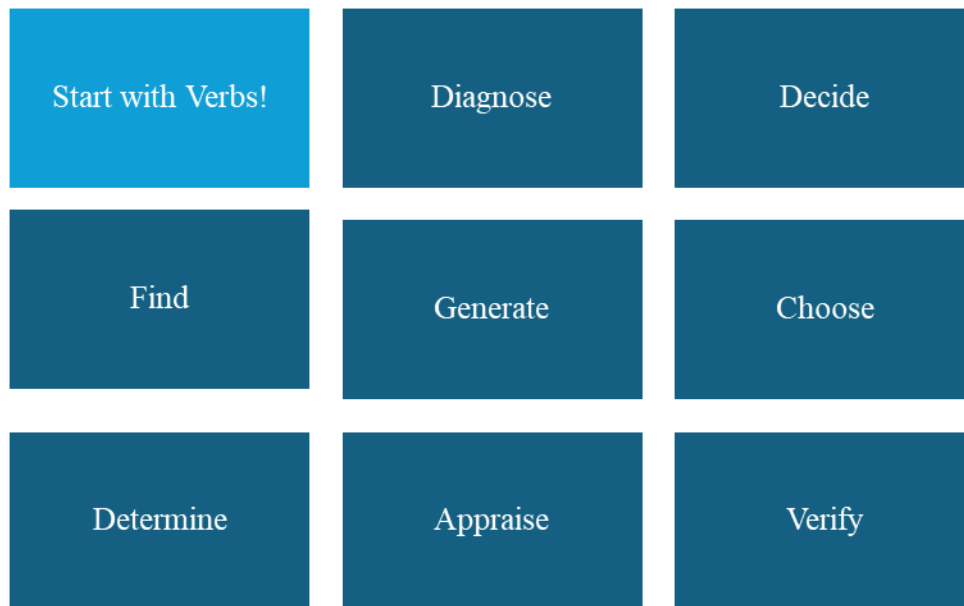 Start with Verbs!
Diagnose
Decide
Find
Generate
Choose
Determine
Appraise
Verify